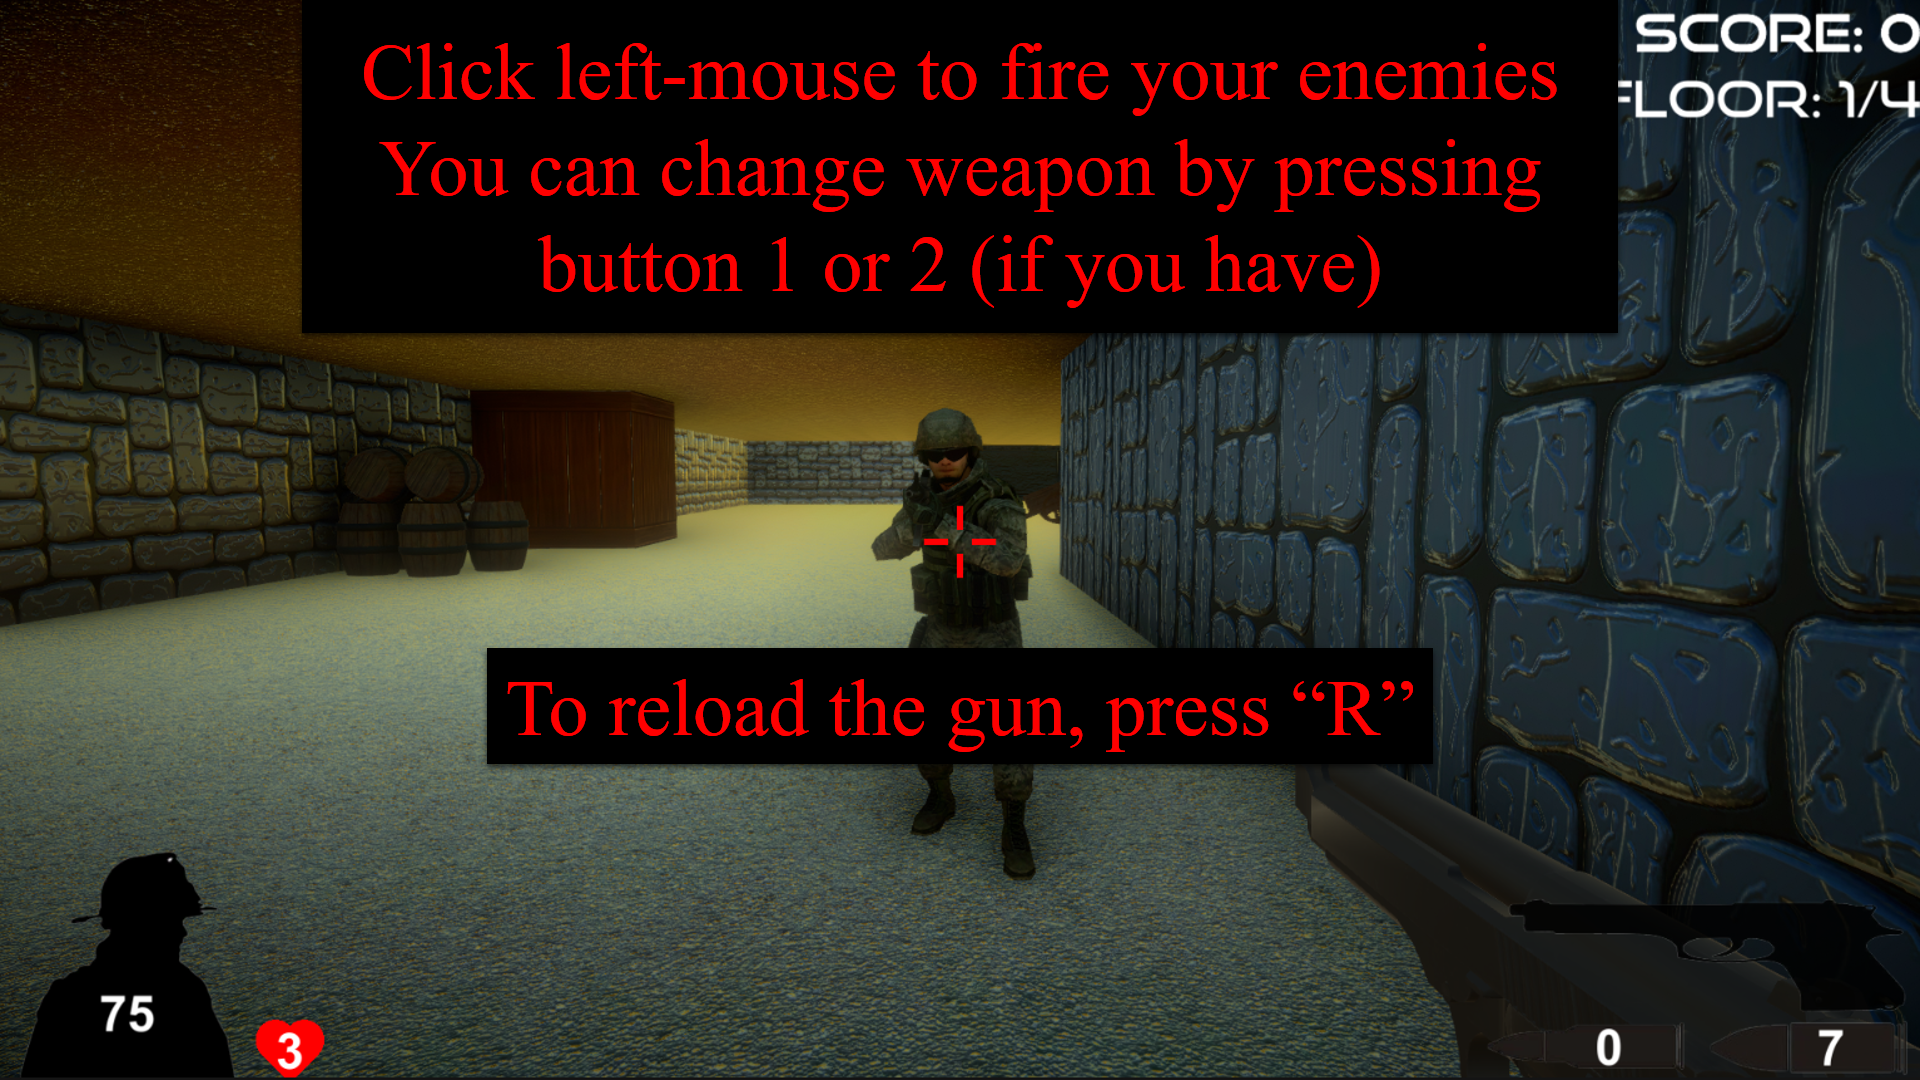 Click left-mouse to fire your enemies
You can change weapon by pressing
button 1 or 2 (if you have)
SCORE: 0
FLOOR: 1/4
To reload the gun, press “R”
75
3
0
7